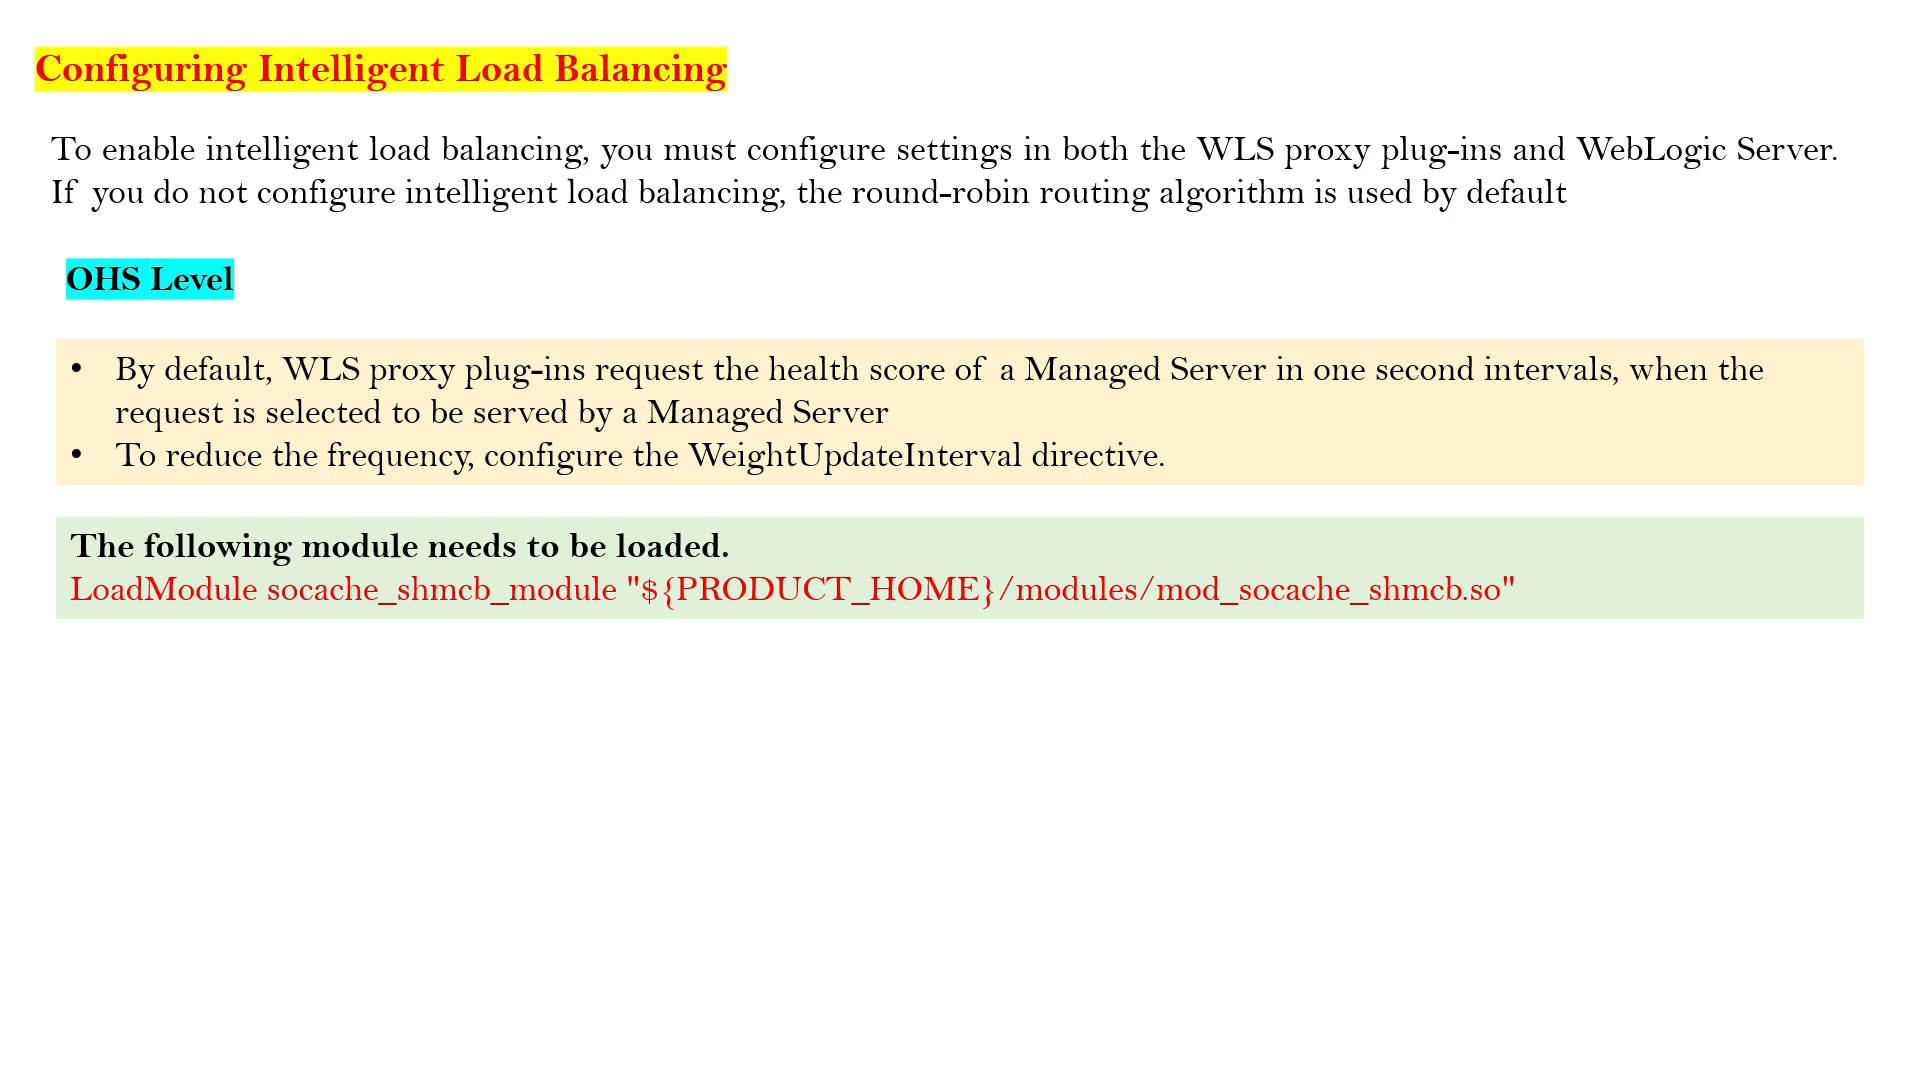 Configuring Intelligent Load Balancing
To enable intelligent load balancing, you must configure settings in both the WLS proxy plug-ins and WebLogic Server.
If you do not configure intelligent load balancing, the round-robin routing algorithm is used by default
OHS Level
• By default, WLS proxy plug-ins request the health score of a Managed Server in one second intervals, when the
request is selected to be served by a Managed Server
• To reduce the frequency, configure the WeightUpdateInterval directive.
The following module needs to be loaded.
LoadModule socache_shmcb_module "${PRODUCT_HOME}/modules/mod_socache_shmcb.so"